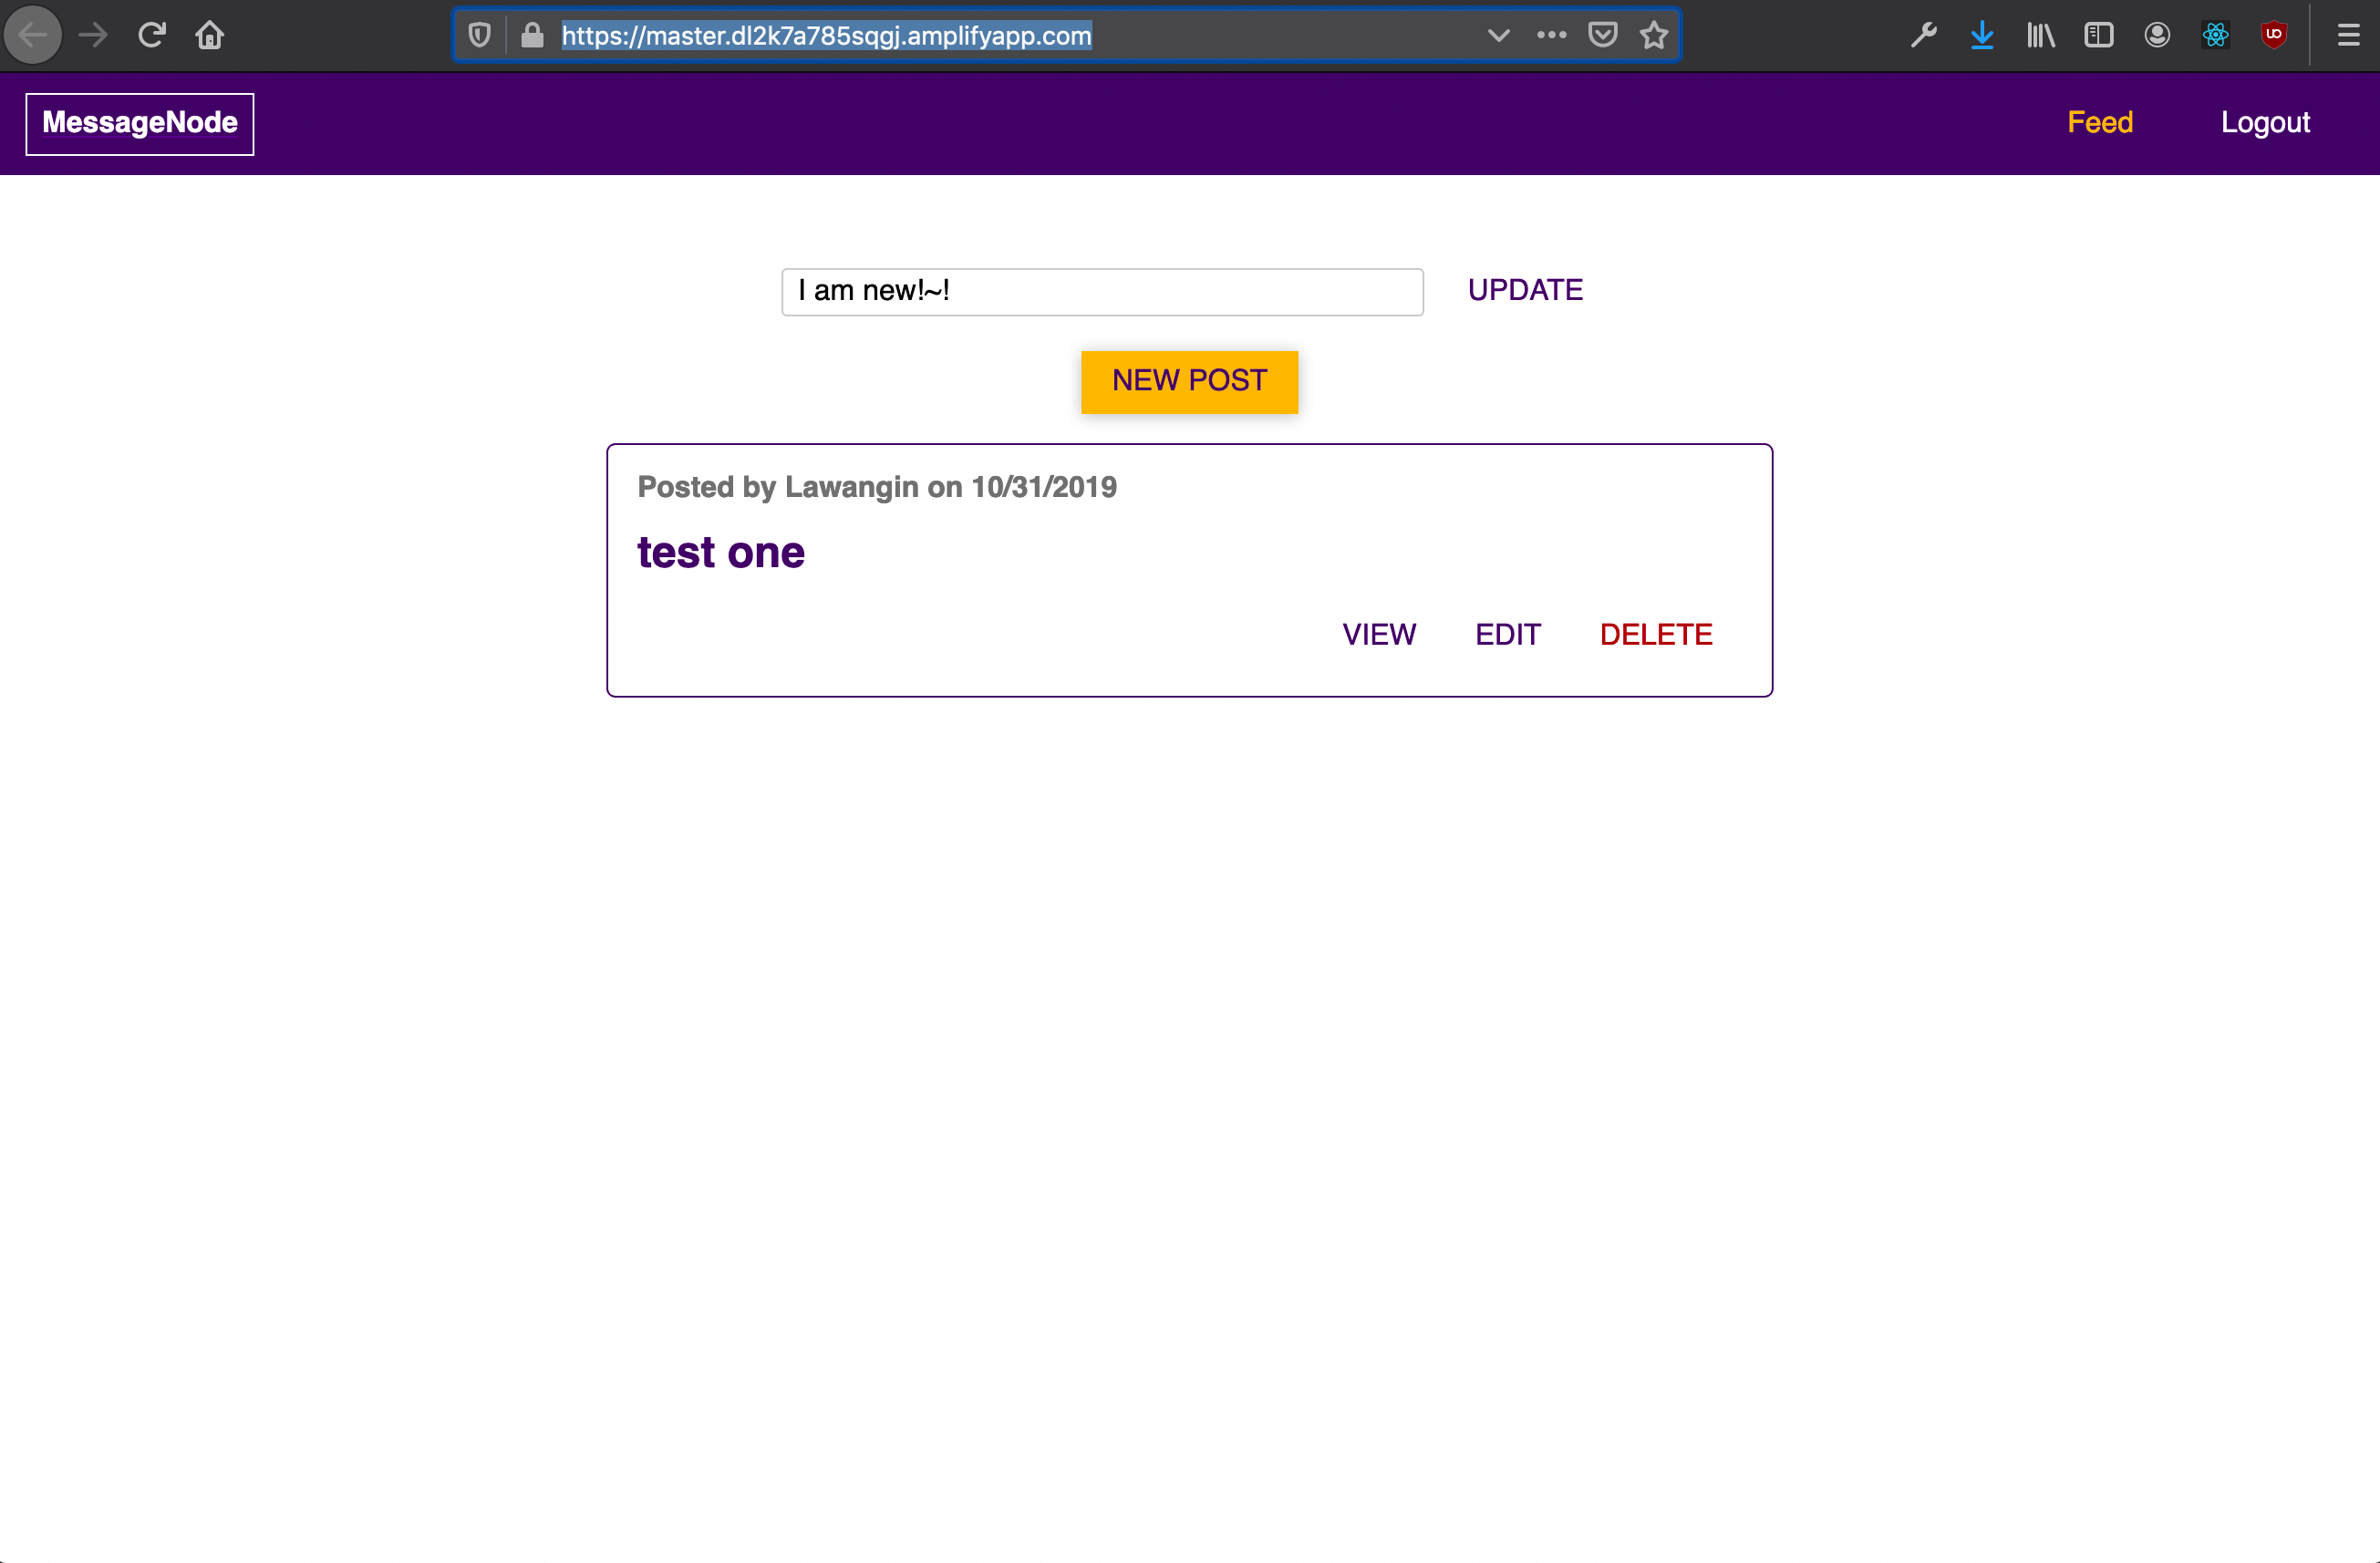 https://master.dl2k7a785sqgj.amplifyapp.com
MessageNode
Feed
Logout
I am new!~!
UPDATE
NEW POST
Posted by Lawangin on 10/31/2019
test one
VIEW
EDIT
DELETE